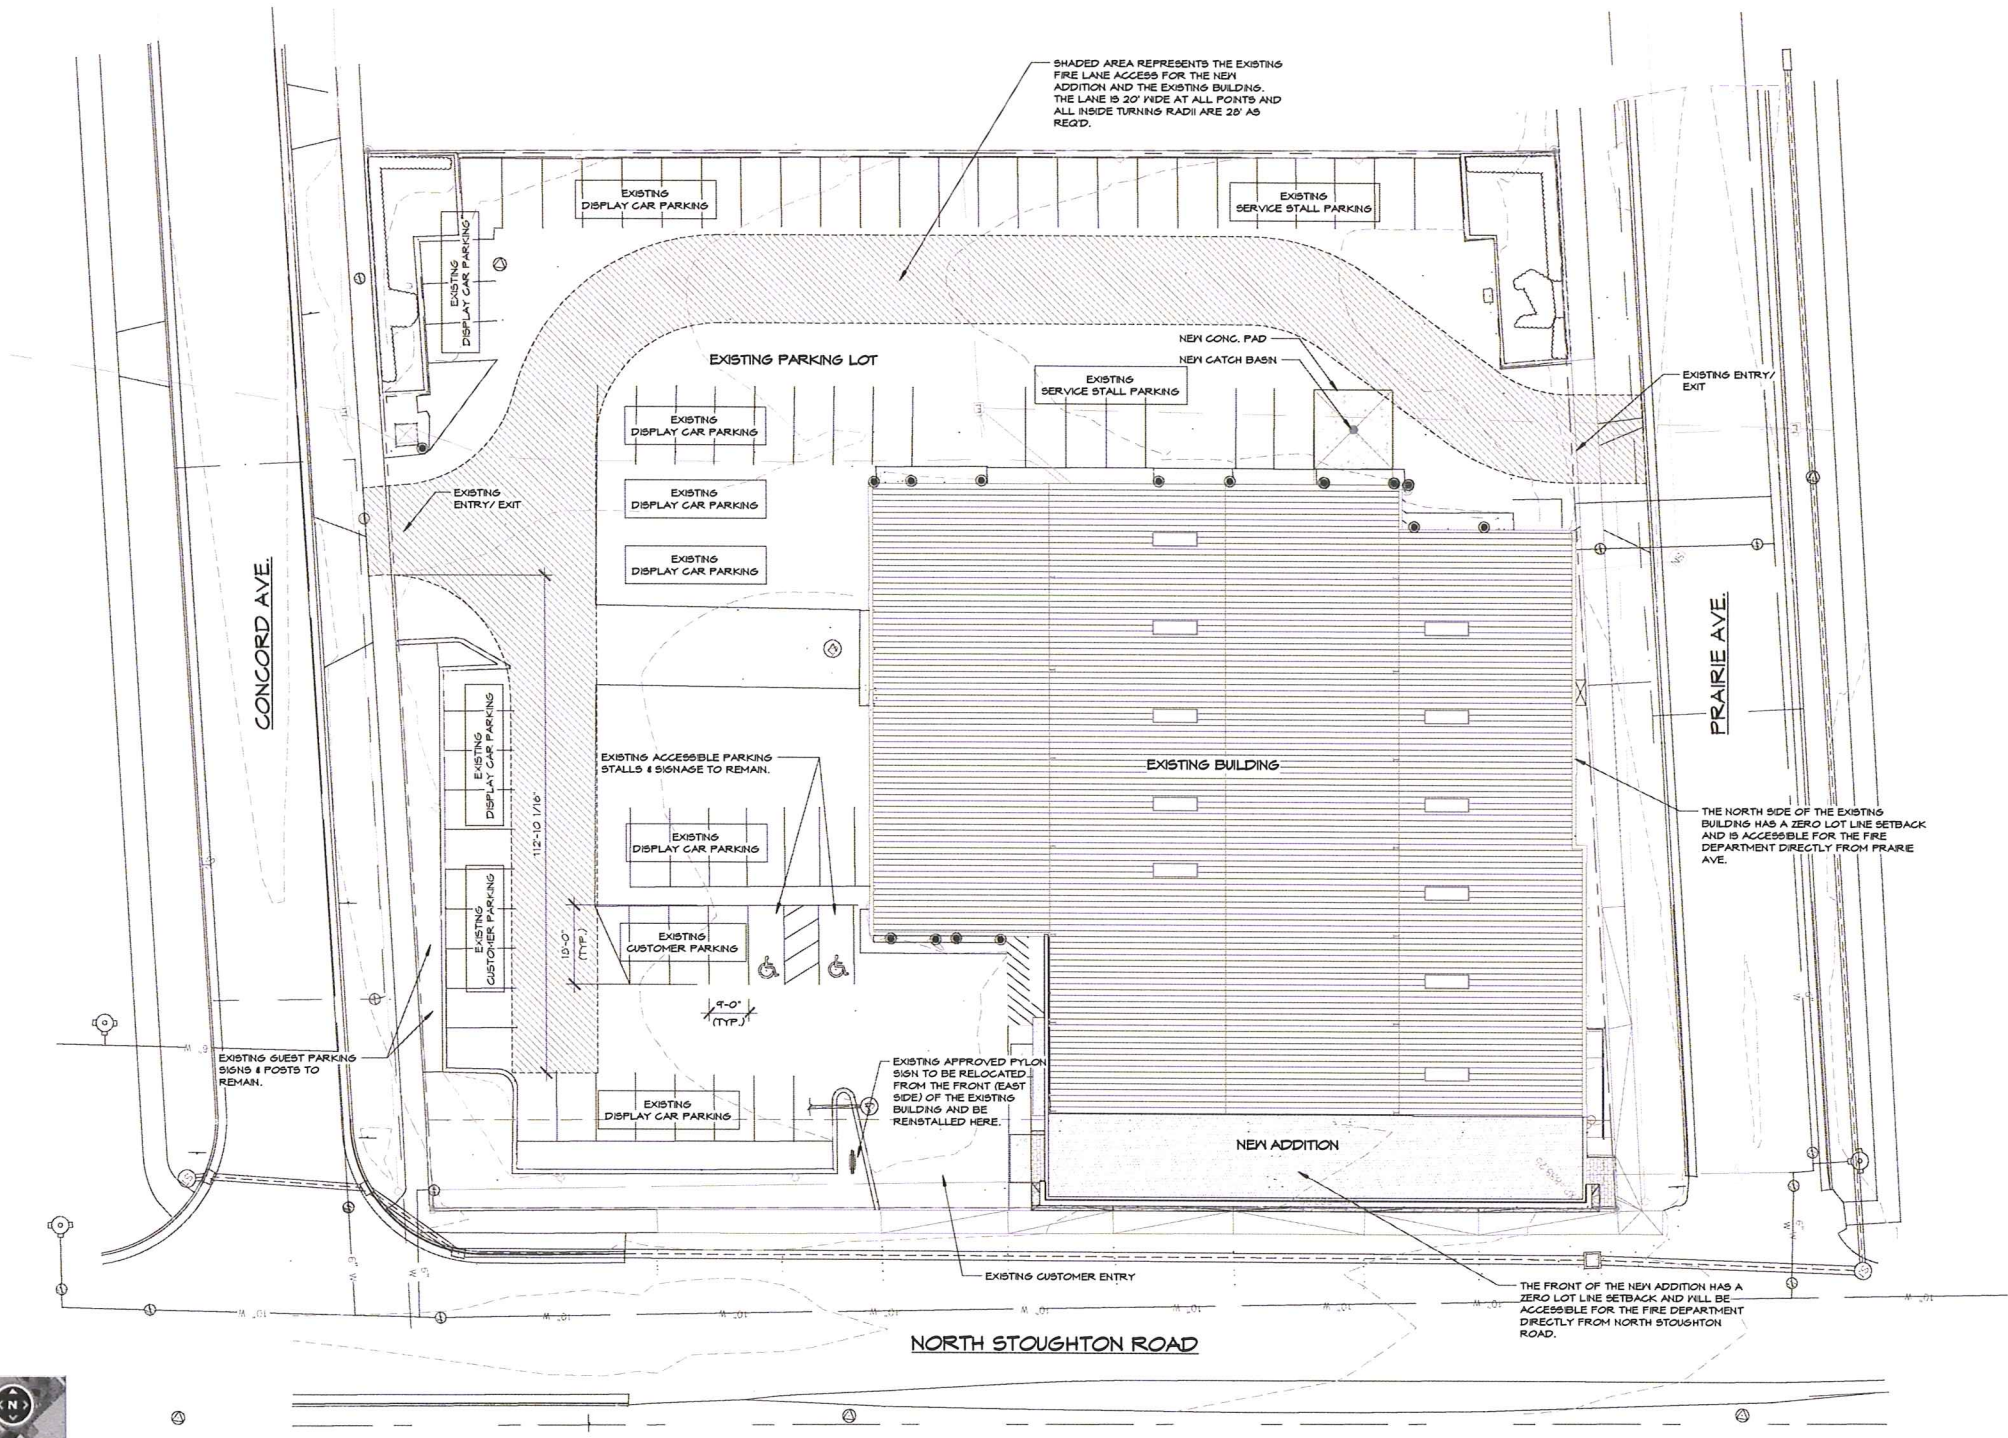 SHADED AREA REPRESENTS THE EXISTING
FIRE LANE ACCESS FOR THE NEW
ADDITION AND THE EXISTING BUILDING.
THE LANE IS 20' WIDE AT ALL POINTS AND
ALL INSIDE TURNING RADII ARE 28' AS
REQ'D.
EXISTING
DISPLAY CAR PARKING
EXISTING
SERVICE STALL PARKING
EXISTING
DISPLAY CAR PARKING
NEW CONC. PAD
NEW CATCH BASIN
EXISTING PARKING LOT
EXISTING
SERVICE STALL PARKING
EXISTING ENTRY/
EXIT
EXISTING
DISPLAY CAR PARKING
EXISTING
ENTRY/ EXIT
EXISTING
DISPLAY CAR PARKING
EXISTING
DISPLAY CAR PARKING
CONCORD AVE.
PRAIRIE AVE.
EXISTING
DISPLAY CAR PARKING
EXISTING ACCESSIBLE PARKING
STALLS & SIGNAGE TO REMAIN.
EXISTING BUILDING
112'-10 1/16"
THE NORTH SIDE OF THE EXISTING
BUILDING HAS A ZERO LOT LINE SETBACK
AND IS ACCESSIBLE FOR THE FIRE
DEPARTMENT DIRECTLY FROM PRAIRIE
AVE.
EXISTING
DISPLAY CAR PARKING
EXISTING
CUSTOMER PARKING
18'-0"
(TYP.)
EXISTING
CUSTOMER PARKING
9'-0"
(TYP.)
EXISTING GUEST PARKING
SIGNS & POSTS TO
REMAIN.
EXISTING APPROVED PYLON
SIGN TO BE RELOCATED
FROM THE FRONT (EAST
SIDE) OF THE EXISTING
BUILDING AND BE
REINSTALLED HERE.
EXISTING
DISPLAY CAR PARKING
NEW ADDITION
EXISTING CUSTOMER ENTRY
THE FRONT OF THE NEW ADDITION HAS A
ZERO LOT LINE SETBACK AND WILL BE
ACCESSIBLE FOR THE FIRE DEPARTMENT
DIRECTLY FROM NORTH STOUGHTON
ROAD.
6" W
6" W
10" W
10" W
10" W
10" W
10" W
10" W
10" W
NORTH STOUGHTON ROAD
N